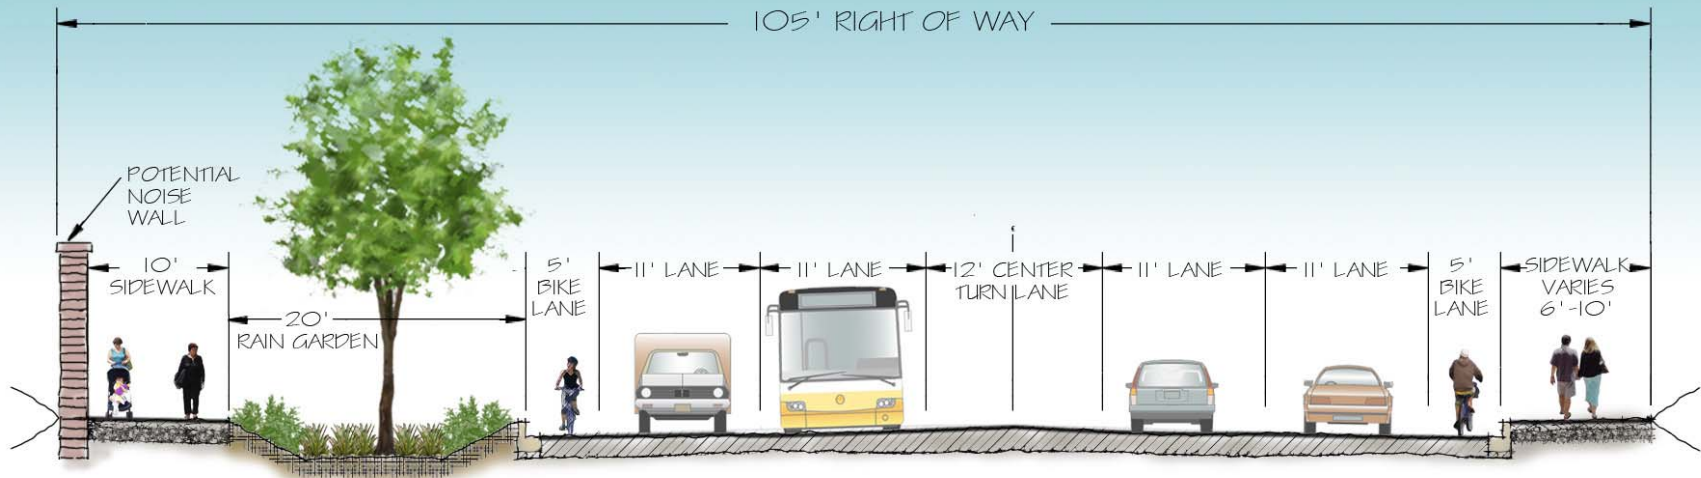 105' RIGHT OF WAY
POTENTIAL
NOISE
WALL
10'
SIDEWALK
20'
RAIN GARDEN
5'
BIKE
LANE
11' LANE
11' LANE
12' CENTER
TURN LANE
11' LANE
11' LANE
5'
BIKE
LANE
SIDEWALK
VARIES
6'-10'